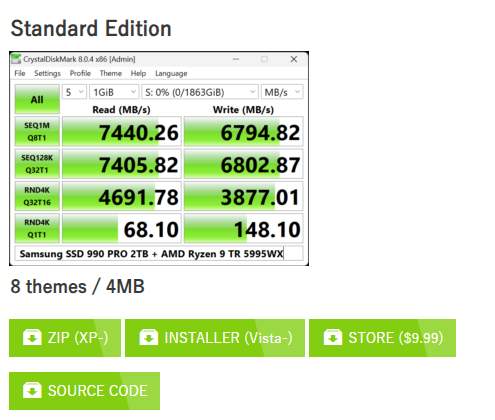 Standard Edition
CrystalDiskMark 8.0.4 x86 [Admin]
File Settings Profile Theme Help Language
All 5 1GiB S: 0% (0/1863GiB) MB/s
Read (MB/s) Write (MB/s)
SEQ1M
Q8T1 7440.26 6794.82
SEQ128K
Q32T1 7405.82 6802.87
RND4K
Q32T16 4691.78 3877.01
RND4K
Q1T1 68.10 148.10
Samsung SSD 990 PRO 2TB + AMD Ryzen 9 TR 5995WX
8 themes / 4MB
ZIP (XP-) INSTALLER (Vista-) STORE ($9.99)
SOURCE CODE